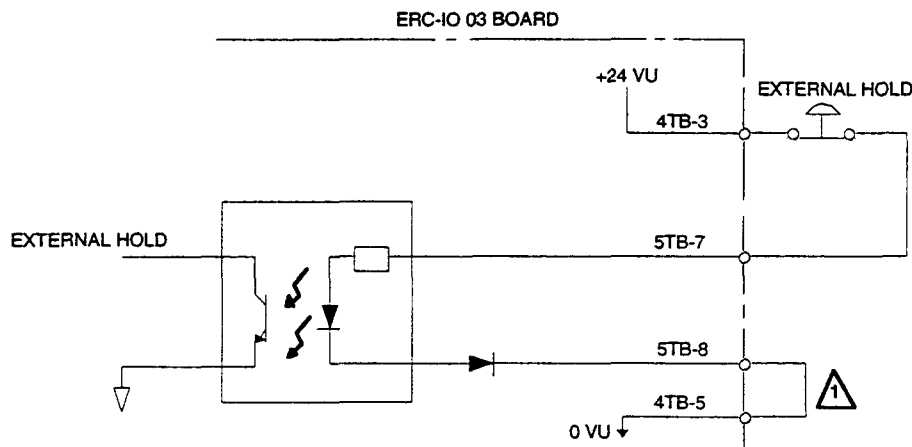 ERC-IO 03 BOARD
+24 VU
EXTERNAL HOLD
4TB-3
EXTERNAL HOLD
5TB-7
5TB-8
1
4TB-5
0 VU